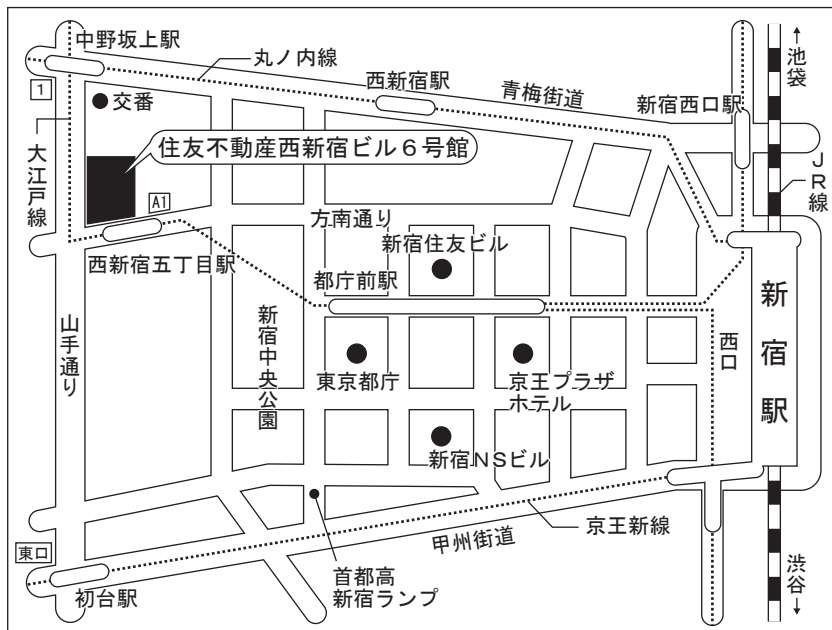 中野坂上駅
丸ノ内線
西新宿駅
青梅街道
新宿西口駅
↑池袋
1
交番
大江戸線
住友不動産西新宿ビル6号館
JR線
A1
方南通り
新宿住友ビル
西新宿五丁目駅
都庁前駅
山手通り
新宿中央公園
東京都庁
京王プラザ
ホテル
西口
新宿駅
新宿NSビル
東口
甲州街道
京王新線
初台駅
首都高
新宿ランプ
渋谷↓